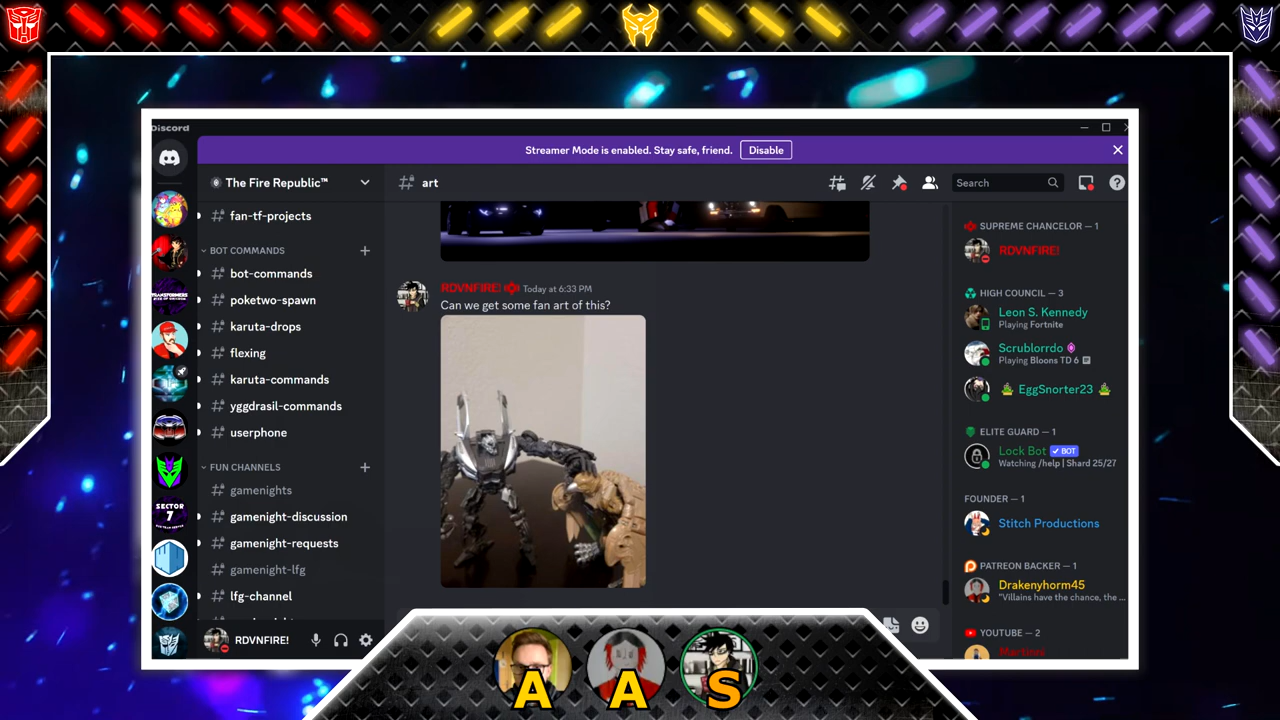 Discord
Streamer Mode is enabled. Stay safe, friend.
Disable
The Fire Republic™
art
Search
fan-tf-projects
BOT COMMANDS
bot-commands
poketwo-spawn
karuta-drops
flexing
karuta-commands
yggdrasil-commands
userphone
FUN CHANNELS
gamenights
gamenight-discussion
gamenight-requests
gamenight-lfg
lfg-channel
SECTOR
7
RDVNFIRE!
RDVNFIRE! Today at 6:33 PM
Can we get some fan art of this?
SUPREME CHANCELOR — 1
RDVNFIRE!
HIGH COUNCIL — 3
Leon S. Kennedy
Playing Fortnite
Scrublorrdo
Playing Bloons TD 6
EggSnorter23
ELITE GUARD — 1
Lock Bot BOT
Watching /help | Shard 25/27
FOUNDER — 1
Stitch Productions
PATREON BACKER — 1
Drakenyhorm45
"Villains have the chance, the ...
YOUTUBE — 2
Martinus
A A S